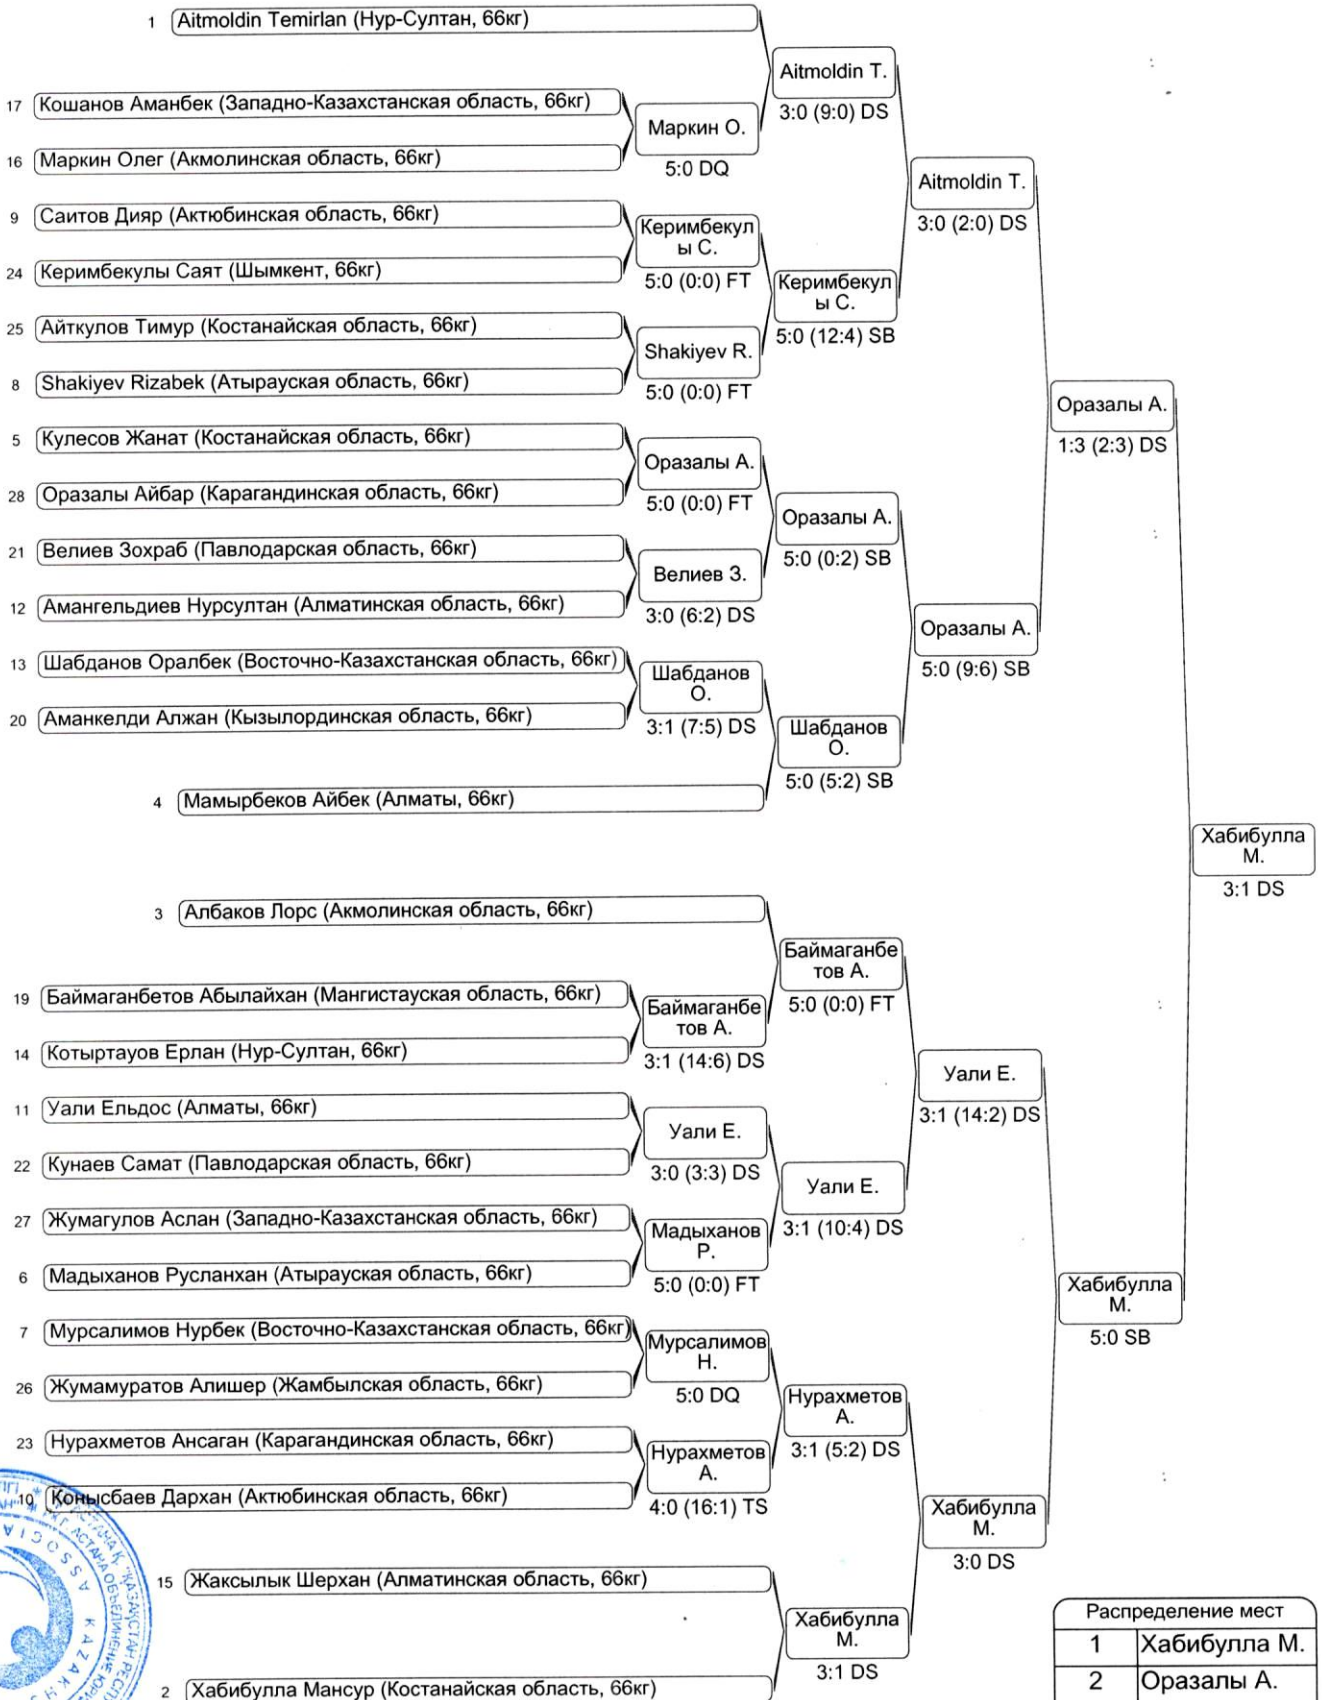 1 Aitmoldin Temirlan (Нур-Султан, 66кг)
Aitmoldin T.
3:0 (9:0) DS
17 Кошанов Аманбек (Западно-Казахстанская область, 66кг)
Маркин О.
5:0 DQ
16 Маркин Олег (Акмолинская область, 66кг)
Aitmoldin T.
3:0 (2:0) DS
9 Саитов Дияр (Актюбинская область, 66кг)
Керимбекул
ы С.
5:0 (0:0) FT
24 Керимбекулы Саят (Шымкент, 66кг)
Керимбекул
ы С.
5:0 (12:4) SB
25 Айткулов Тимур (Костанайская область, 66кг)
Shakiyev R.
5:0 (0:0) FT
8 Shakiyev Rizabek (Атырауская область, 66кг)
Оразалы А.
1:3 (2:3) DS
5 Кулесов Жанат (Костанайская область, 66кг)
Оразалы А.
5:0 (0:0) FT
28 Оразалы Айбар (Карагандинская область, 66кг)
Оразалы А.
5:0 (0:2) SB
21 Велиев Зохраб (Павлодарская область, 66кг)
Велиев З.
3:0 (6:2) DS
12 Амангельдиев Нурсултан (Алматинская область, 66кг)
Оразалы А.
5:0 (9:6) SB
13 Шабданов Оралбек (Восточно-Казахстанская область, 66кг)
Шабданов
О.
3:1 (7:5) DS
20 Аманкелди Алжан (Кызылординская область, 66кг)
Шабданов
О.
5:0 (5:2) SB
4 Мамырбеков Айбек (Алматы, 66кг)
Хабибулла
М.
3:1 DS
3 Албаков Лорс (Акмолинская область, 66кг)
Баймаганбе
тов А.
5:0 (0:0) FT
19 Баймаганбетов Абылайхан (Мангистауская область, 66кг)
Баймаганбе
тов А.
3:1 (14:6) DS
14 Котыртауов Ерлан (Нур-Султан, 66кг)
Уали Е.
3:1 (14:2) DS
11 Уали Ельдос (Алматы, 66кг)
Уали Е.
3:0 (3:3) DS
22 Кунаев Самат (Павлодарская область, 66кг)
Уали Е.
3:1 (10:4) DS
27 Жумагулов Аслан (Западно-Казахстанская область, 66кг)
Мадыханов
Р.
5:0 (0:0) FT
6 Мадыханов Русланхан (Атырауская область, 66кг)
Хабибулла
М.
5:0 SB
7 Мурсалимов Нурбек (Восточно-Казахстанская область, 66кг)
Мурсалимов
Н.
5:0 DQ
26 Жумамуратов Алишер (Жамбылская область, 66кг)
Нурахметов
А.
3:1 (5:2) DS
23 Нурахметов Ансаган (Карагандинская область, 66кг)
Нурахметов
А.
4:0 (16:1) TS
10 Конысбаев Дархан (Актюбинская область, 66кг)
Хабибулла
М.
3:0 DS
15 Жаксылык Шерхан (Алматинская область, 66кг)
Хабибулла
М.
3:1 DS
2 Хабибулла Мансур (Костанайская область, 66кг)
Распределение мест
1 Хабибулла М.
2 Оразалы А.